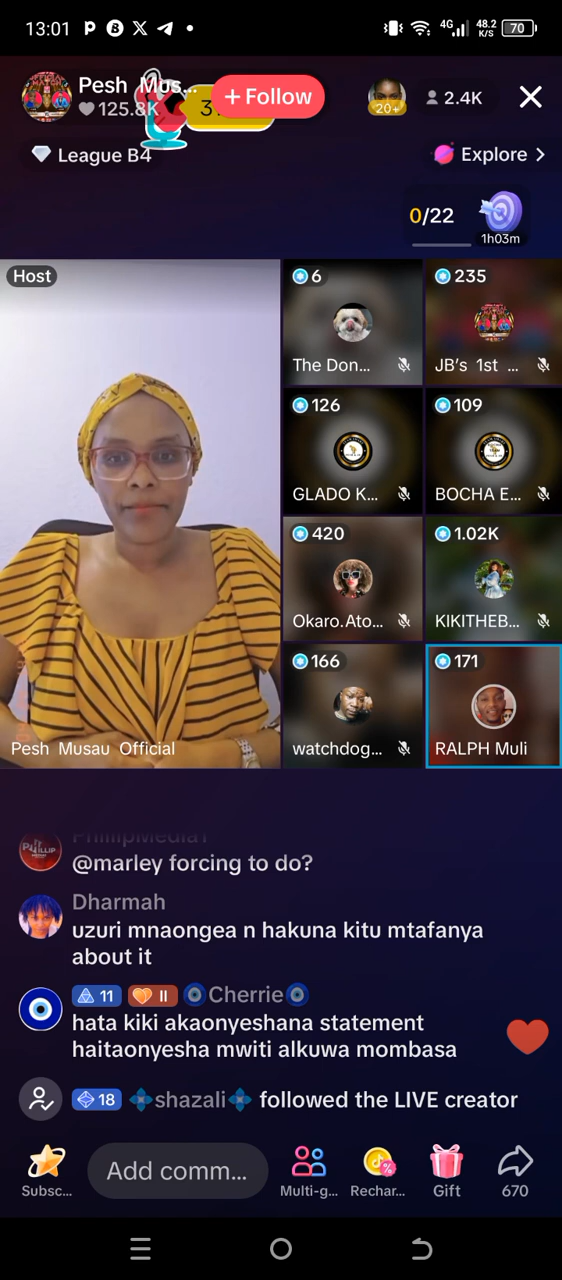 13:01
4G
48.2
K/S
70
Pesh Mus...
125.8K
+ Follow
20+
2.4K
League B4
Explore
0/22
1h03m
Host
6
The Don...
235
JB's 1st ...
126
GLADO K...
109
BOCHA E...
420
Okaro.Ato...
1.02K
KIKITHEB...
166
watchdog...
171
RALPH Muli
Pesh Musau Official
PhillipMedia1
@marley forcing to do?
Dharmah
uzuri mnaongea n hakuna kitu mtafanya
about it
11
II
Cherrie
hata kiki akaonyeshana statement
haitaonyesha mwiti alkuwa mombasa
18
shazali
followed the LIVE creator
Subsc...
Add comm...
Multi-g...
Rechar...
Gift
670